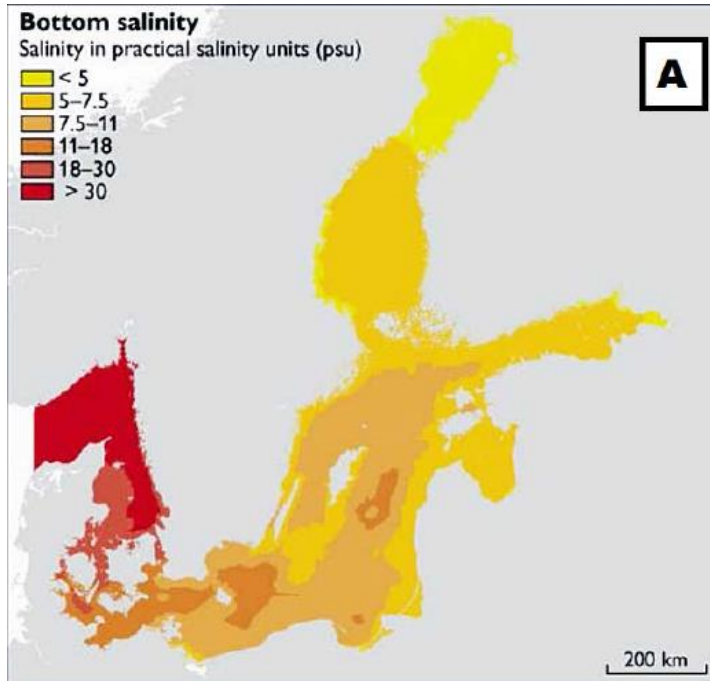 Bottom salinity
Salinity in practical salinity units (psu)
< 5
5–7.5
7.5–11
11–18
18–30
> 30
A
200 km